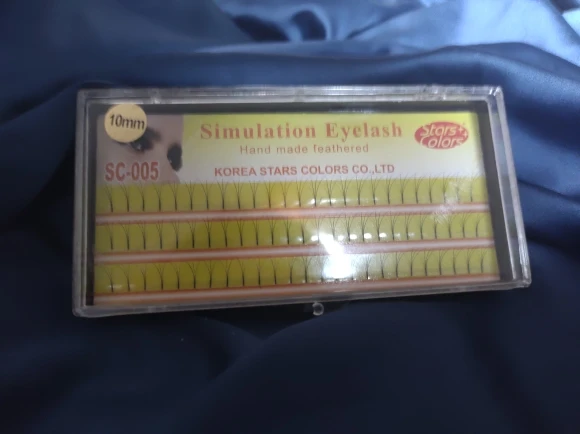 10mm
Simulation Eyelash
Hand made feathered
Stars
Colors
SC-005
KOREA STARS COLORS CO.,LTD